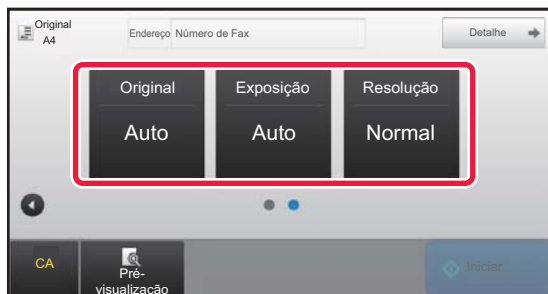 Original
A4
Endereço Número de Fax
Detalhe
Original Exposição Resolução
Auto Auto Normal
CA
Pré-
visualização
Iniciar